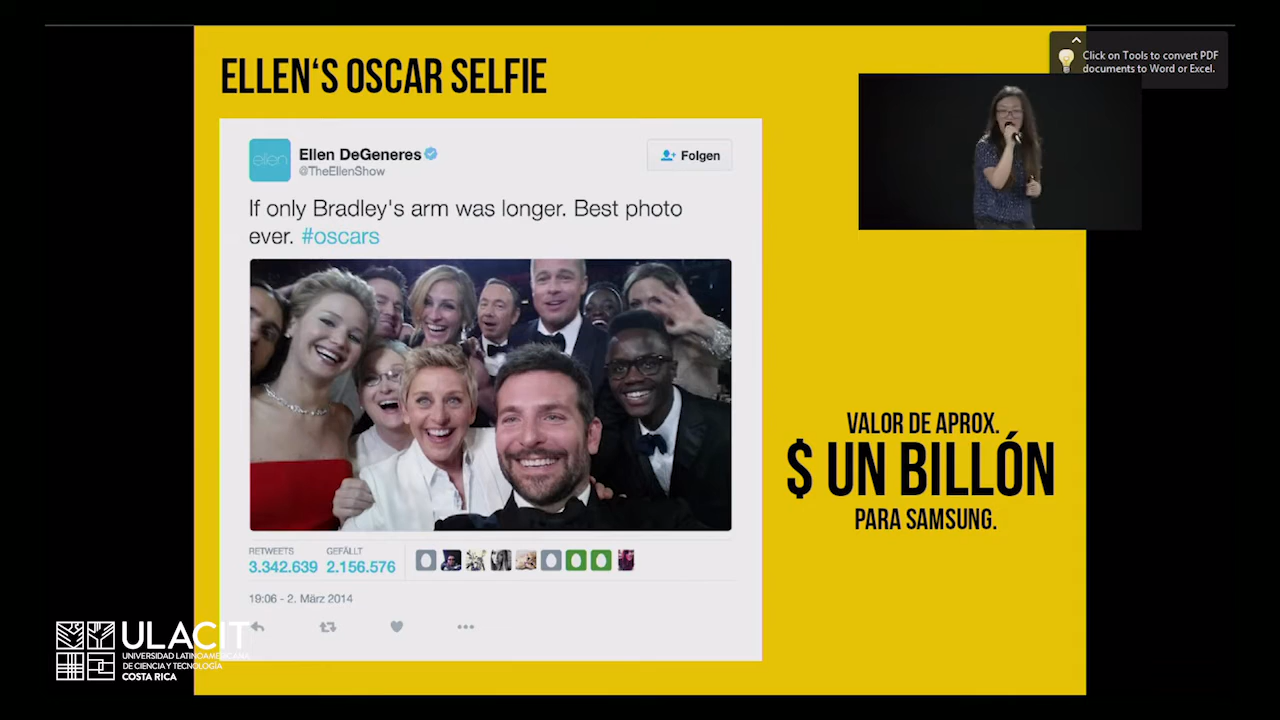 ELLEN‘S OSCAR SELFIE
Click on Tools to convert PDF
documents to Word or Excel.
ellen
Ellen DeGeneres
@TheEllenShow
Folgen
If only Bradley's arm was longer. Best photo
ever. #oscars
VALOR DE APROX.
$ UN BILLÓN
PARA SAMSUNG.
RETWEETS GEFÄLLT
3.342.639 2.156.576
19:06 - 2. März 2014
ULACIT
UNIVERSIDAD LATINOAMERICANA
DE CIENCIA Y TECNOLOGÍA
COSTA RICA